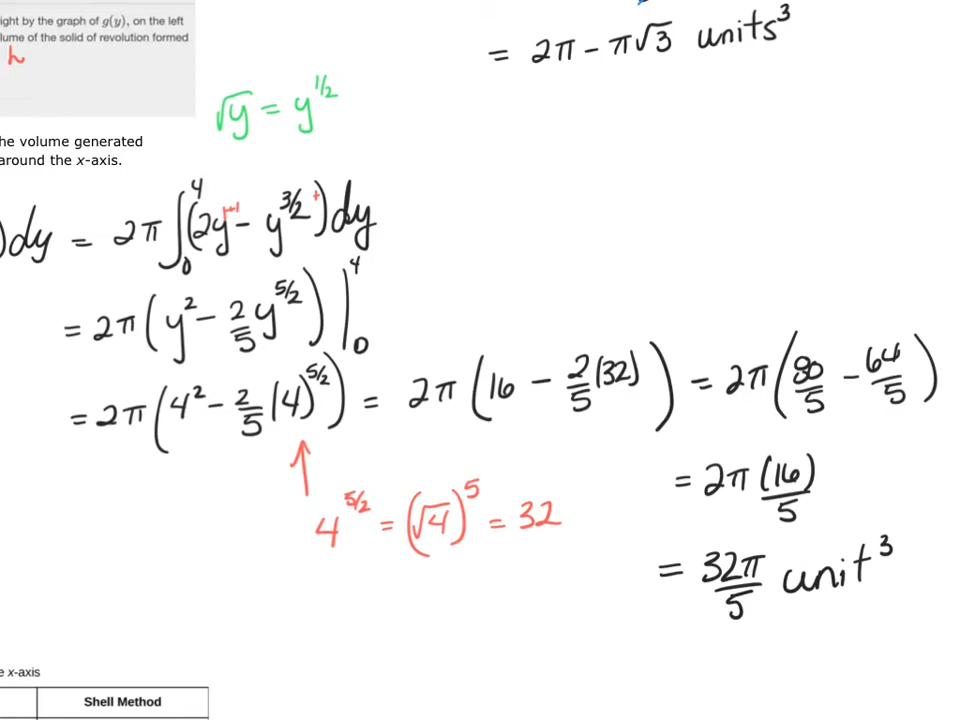 ight by the graph of g(y), on the left
lume of the solid of revolution formed
h
= 2π - π√3 units³
√y = y^{1/2}
he volume generated
around the x-axis.
)dy = 2π ∫₀⁴ (2y - y^{3/2}) dy
= 2π (y² - 2/5 y^{5/2}) |₀⁴
= 2π (4² - 2/5 (4)^{5/2}) = 2π (16 - 2/5 (32)) = 2π (80/5 - 64/5)
= 2π (16)/5
4^{5/2} = (√4)^5 = 32
= 32π/5 unit³
e x-axis
Shell Method